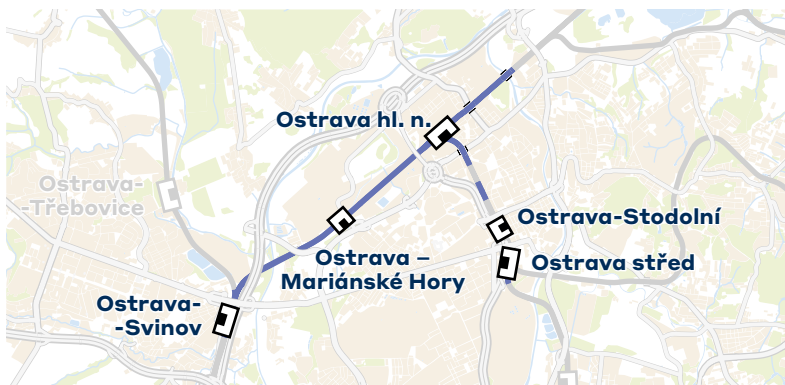 Ostrava hl. n.
Ostrava-
-Třebovice
Ostrava-Stodolní
Ostrava –
Mariánské Hory
Ostrava střed
Ostrava-
-Svinov